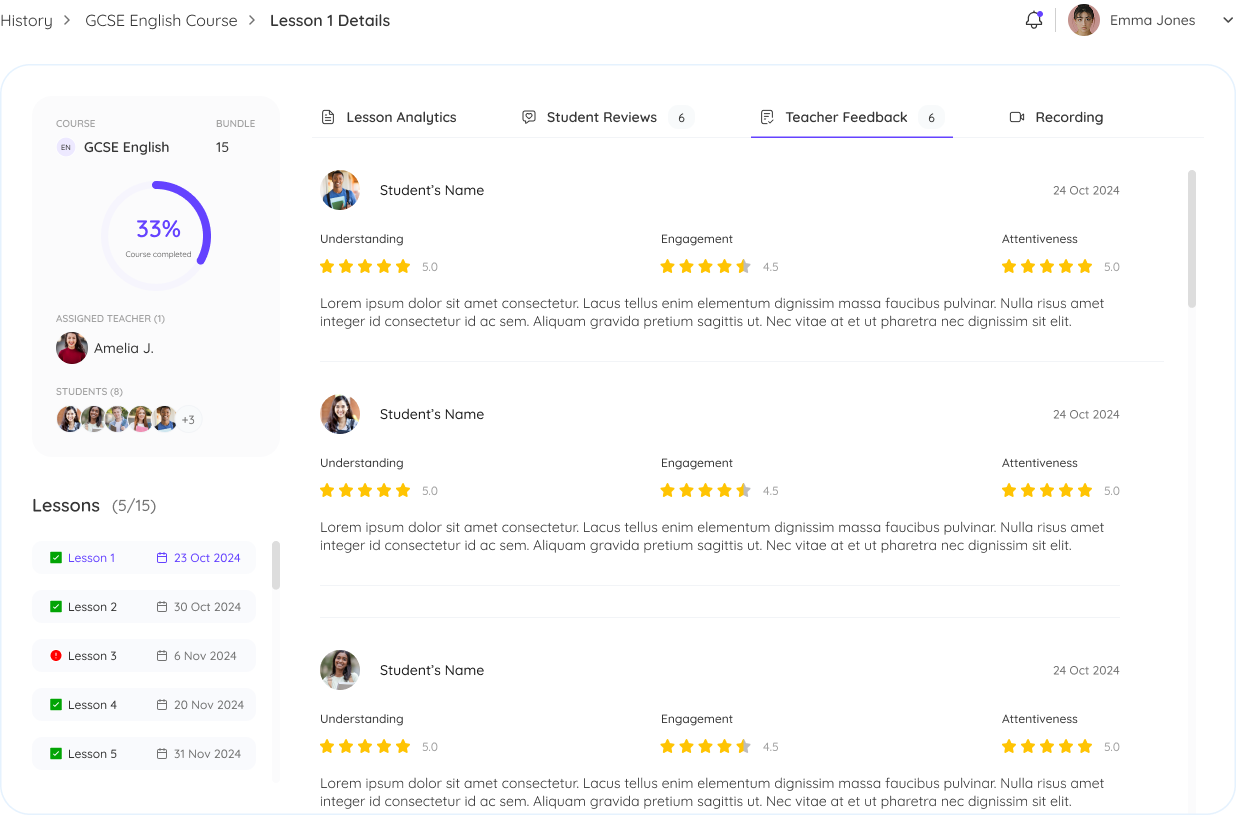 History > GCSE English Course > Lesson 1 Details
Emma Jones
COURSE BUNDLE
EN GCSE English 15
33%
Course completed
ASSIGNED TEACHER (1)
Amelia J.
STUDENTS (8)
+3
Lessons (5/15)
Lesson 1 23 Oct 2024
Lesson 2 30 Oct 2024
Lesson 3 6 Nov 2024
Lesson 4 20 Nov 2024
Lesson 5 31 Nov 2024
Lesson Analytics Student Reviews 6 Teacher Feedback 6 Recording
Student's Name 24 Oct 2024
Understanding Engagement Attentiveness
5.0 4.5 5.0
Lorem ipsum dolor sit amet consectetur. Lacus tellus enim elementum dignissim massa faucibus pulvinar. Nulla risus amet
integer id consectetur id ac sem. Aliquam gravida pretium sagittis ut. Nec vitae at et ut pharetra nec dignissim sit elit.
Student's Name 24 Oct 2024
Understanding Engagement Attentiveness
5.0 4.5 5.0
Lorem ipsum dolor sit amet consectetur. Lacus tellus enim elementum dignissim massa faucibus pulvinar. Nulla risus amet
integer id consectetur id ac sem. Aliquam gravida pretium sagittis ut. Nec vitae at et ut pharetra nec dignissim sit elit.
Student's Name 24 Oct 2024
Understanding Engagement Attentiveness
5.0 4.5 5.0
Lorem ipsum dolor sit amet consectetur. Lacus tellus enim elementum dignissim massa faucibus pulvinar. Nulla risus amet
integer id consectetur id ac sem. Aliquam gravida pretium sagittis ut. Nec vitae at et ut pharetra nec dignissim sit elit.